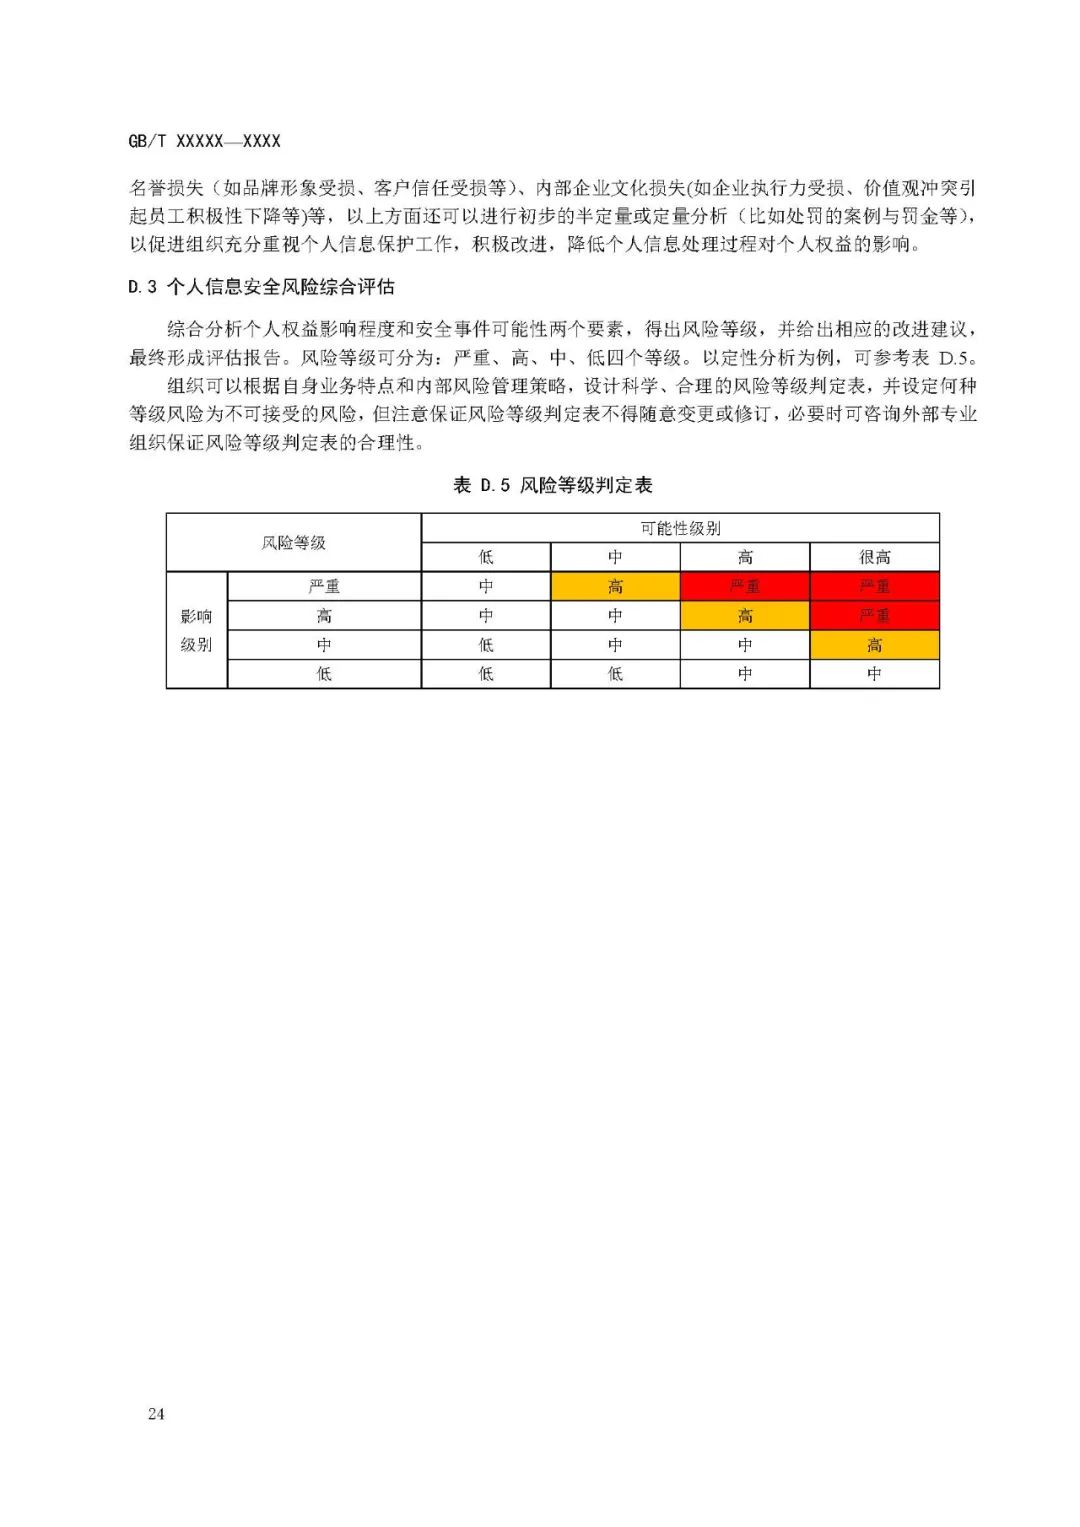 GB/T XXXXX—XXXX
名誉损失（如品牌形象受损、客户信任受损等）、内部企业文化损失(如企业执行力受损、价值观冲突引
起员工积极性下降等)等，以上方面还可以进行初步的半定量或定量分析（比如处罚的案例与罚金等），
以促进组织充分重视个人信息保护工作，积极改进，降低个人信息处理过程对个人权益的影响。
D.3 个人信息安全风险综合评估
综合分析个人权益影响程度和安全事件可能性两个要素，得出风险等级，并给出相应的改进建议，
最终形成评估报告。风险等级可分为：严重、高、中、低四个等级。以定性分析为例，可参考表 D.5。
组织可以根据自身业务特点和内部风险管理策略，设计科学、合理的风险等级判定表，并设定何种
等级风险为不可接受的风险，但注意保证风险等级判定表不得随意变更或修订，必要时可咨询外部专业
组织保证风险等级判定表的合理性。
表 D.5 风险等级判定表
风险等级 可能性级别
低 中 高 很高
影响级别 严重 中 高 严重 严重
高 中 中 高 严重
中 低 中 中 高
低 低 低 中 中
24